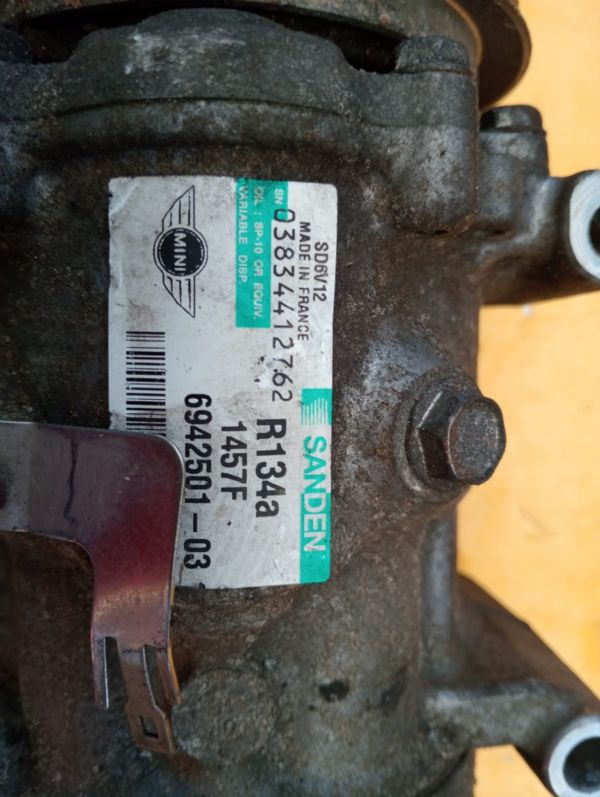 SD6V12
MADE IN FRANCE
SN 03834412762
OIL : SP-10 OR EQUIV.
VARIABLE DISP.
MINI
SANDEN
R134a
1457F
6942501-03